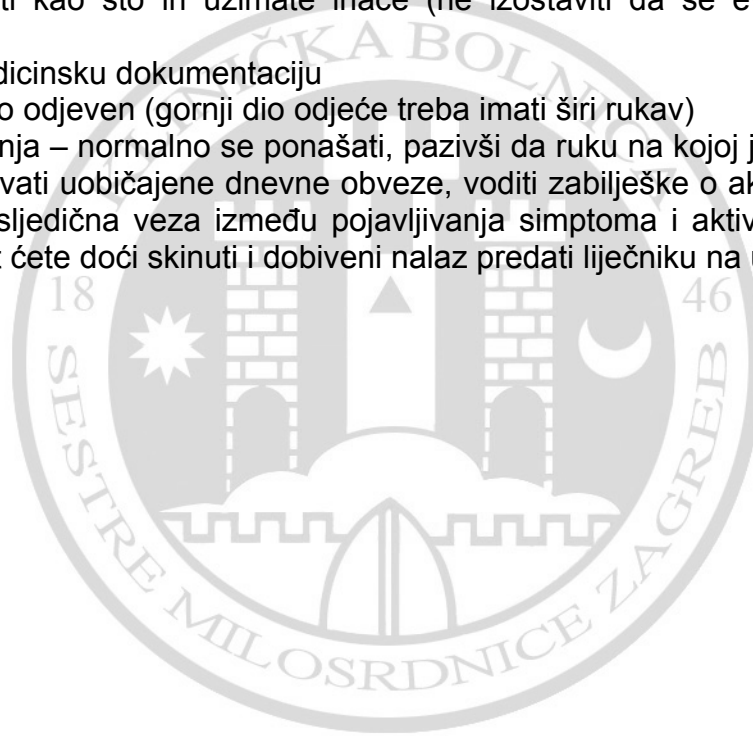 ti kao što ih uzimate inače (ne izostaviti da se e
dicinsku dokumentaciju
o odjeven (gornji dio odjeće treba imati širi rukav)
nja – normalno se ponašati, pazivši da ruku na kojoj j
vati uobičajene dnevne obveze, voditi zabilješke o ak
sljedična veza između pojavljivanja simptoma i aktiv
ćete doći skinuti i dobiveni nalaz predati liječniku na u
KLINIČKA BOLNICA
18 46
SESTRE MILOSRDNICE ZAGREB